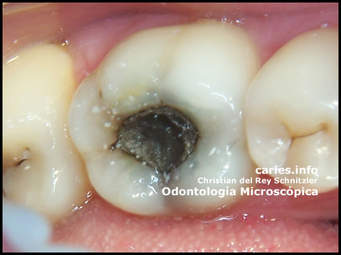 caries.info
Christian del Rey Schnitzler
Odontología Microscópica